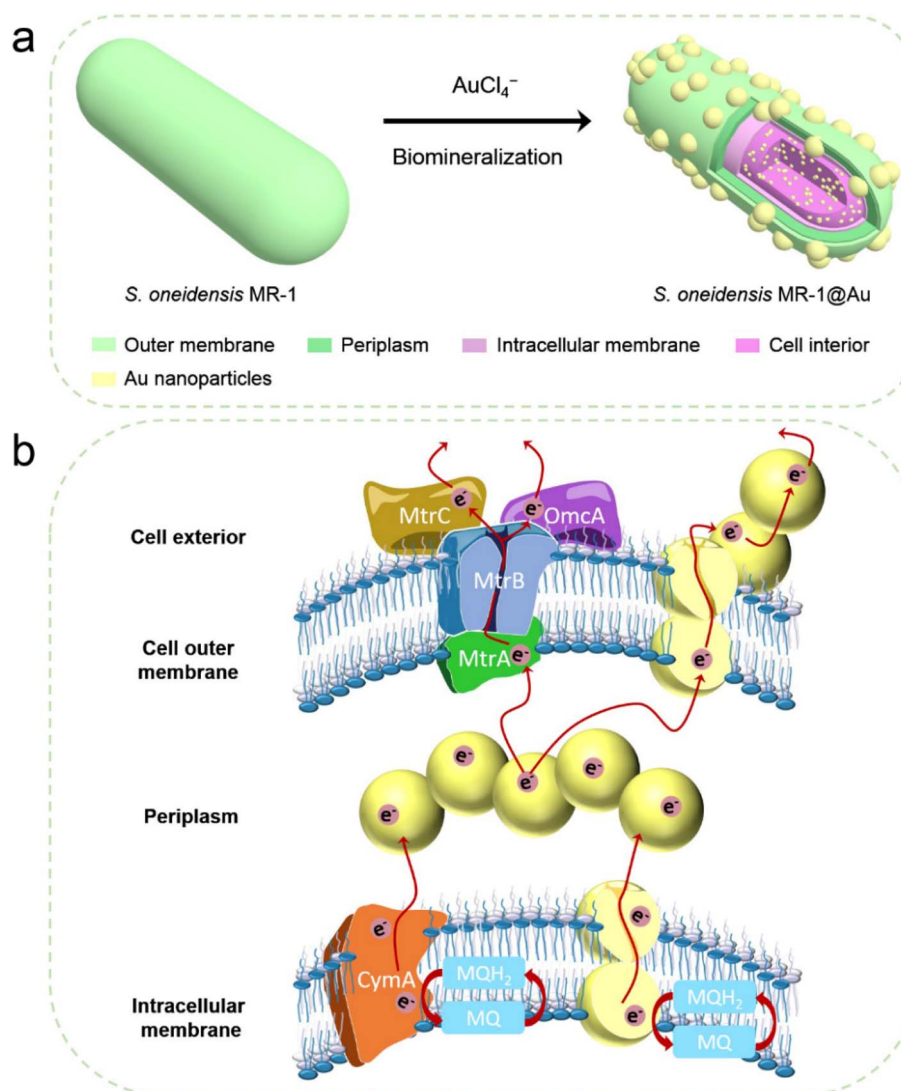 a
AuCl₄⁻
Biomineralization
S. oneidensis MR-1
S. oneidensis MR-1@Au
Outer membrane
Periplasm
Intracellular membrane
Cell interior
Au nanoparticles
b
e⁻
e⁻
e⁻
MtrC
OmcA
e⁻
Cell exterior
MtrB
Cell outer
membrane
MtrA
e⁻
e⁻
e⁻
e⁻
e⁻
Periplasm
e⁻
e⁻
e⁻
e⁻
CymA
MQH₂
e⁻
MQH₂
Intracellular
membrane
MQ
e⁻
MQ